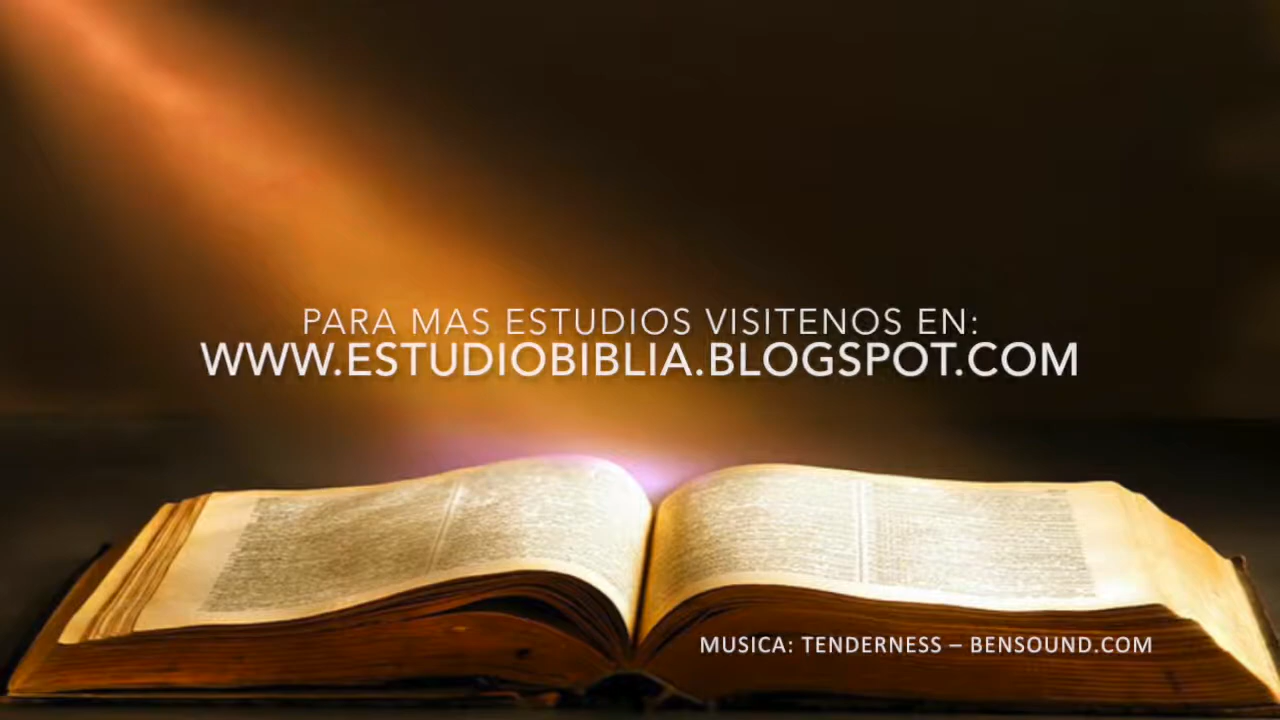 PARA MAS ESTUDIOS VISITENOS EN:
WWW.ESTUDIOBIBLIA.BLOGSPOT.COM
MUSICA: TENDERNESS – BENSOUND.COM